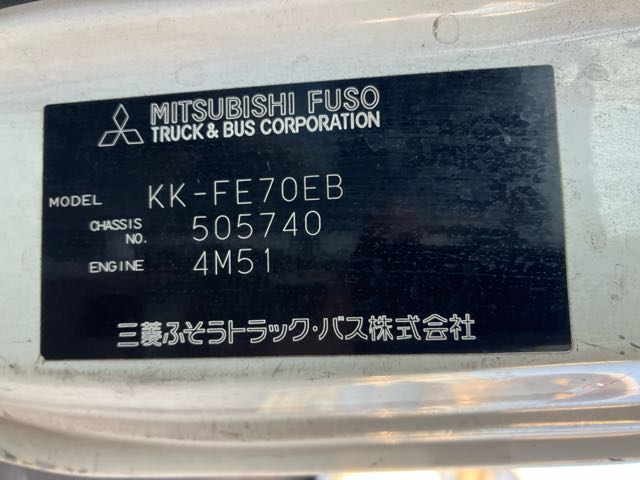 MITSUBISHI FUSO
TRUCK & BUS CORPORATION
MODEL KK-FE70EB
CHASSIS NO. 505740
ENGINE 4M51
三菱ふそうトラック・バス株式会社